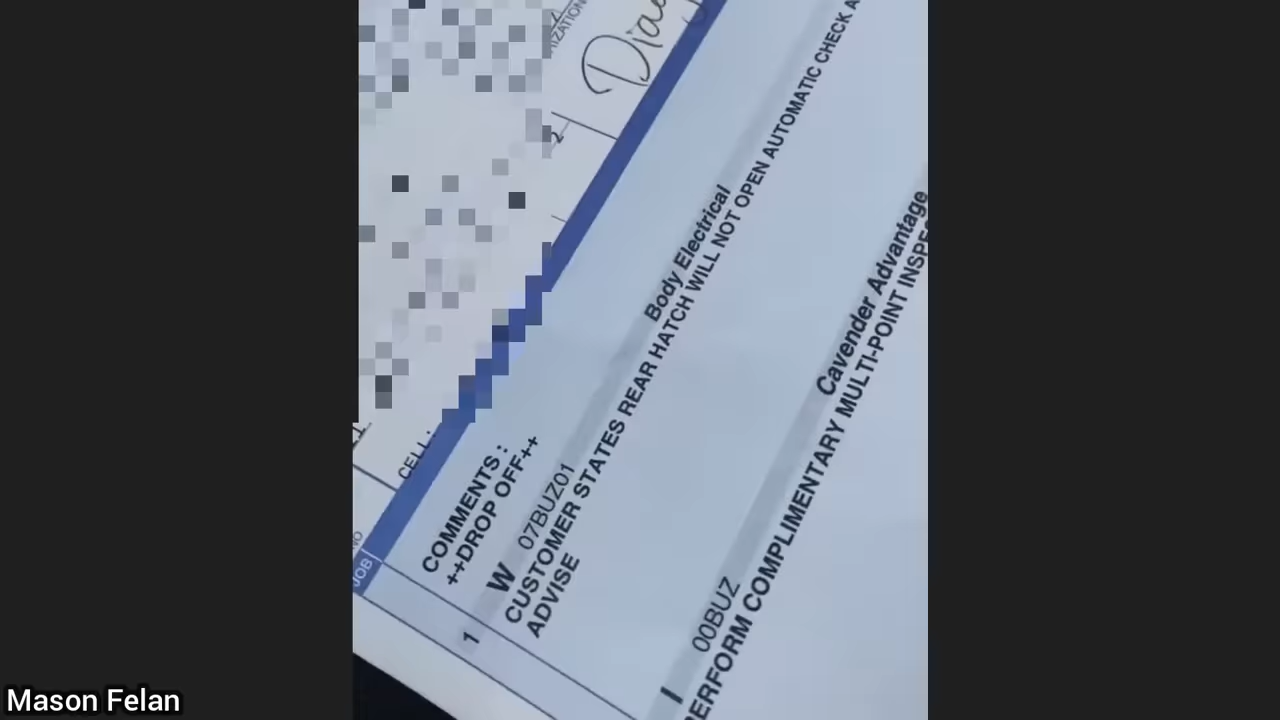 CELL:
JOB
COMMENTS :
++DROP OFF++
1 W 07BUZ01 Body Electrical
CUSTOMER STATES REAR HATCH WILL NOT OPEN AUTOMATIC CHECK
ADVISE
I 00BUZ Cavender Advantage
PERFORM COMPLIMENTARY MULTI-POINT
Mason Felan